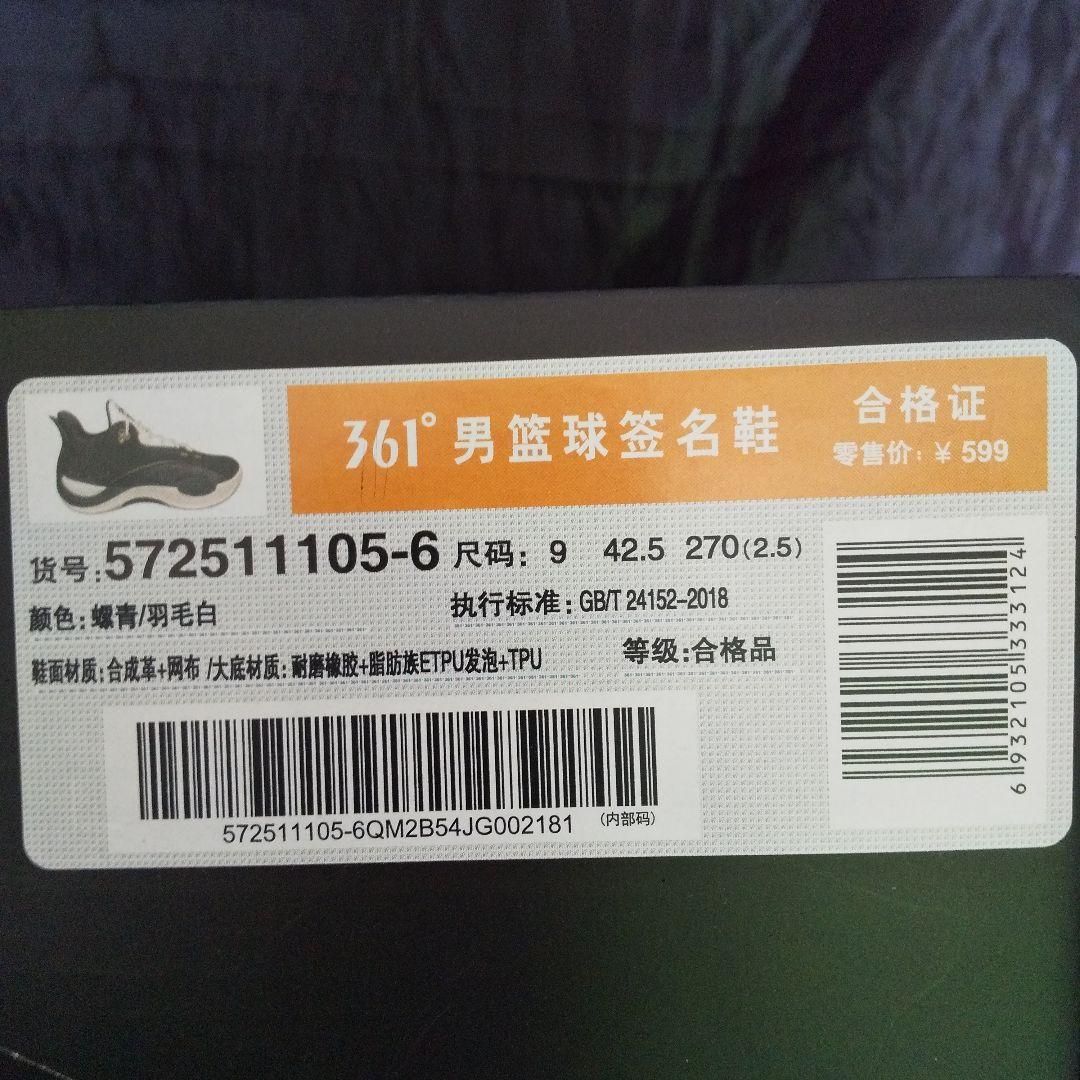 361° 男篮球签名鞋
合格证
零售价：¥ 599
货号:572511105-6 尺码：9 42.5 270(2.5)
颜色:螺青/羽毛白
执行标准：GB/T 24152-2018
鞋面材质:合成革+网布 /大底材质:耐磨橡胶+脂肪族ETPU发泡+TPU
等级:合格品
572511105-6QM2B54JG002181 (内部码)
6932105333124